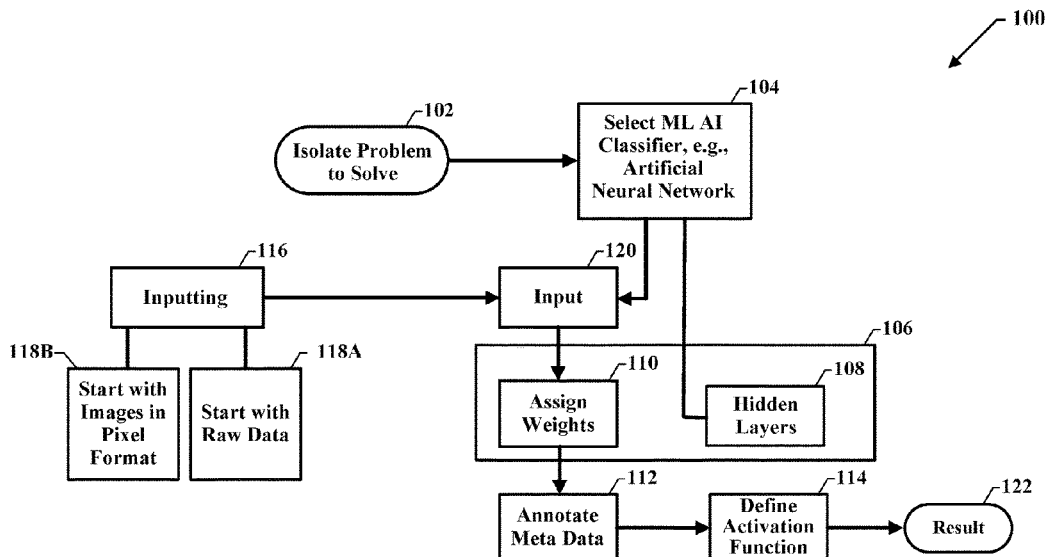 100
102
Isolate Problem
to Solve
104
Select ML AI
Classifier, e.g.,
Artificial
Neural Network
116
Inputting
120
Input
118B
Start with
Images in
Pixel
Format
118A
Start with
Raw Data
106
110
Assign
Weights
108
Hidden
Layers
112
Annotate
Meta Data
114
Define
Activation
Function
122
Result